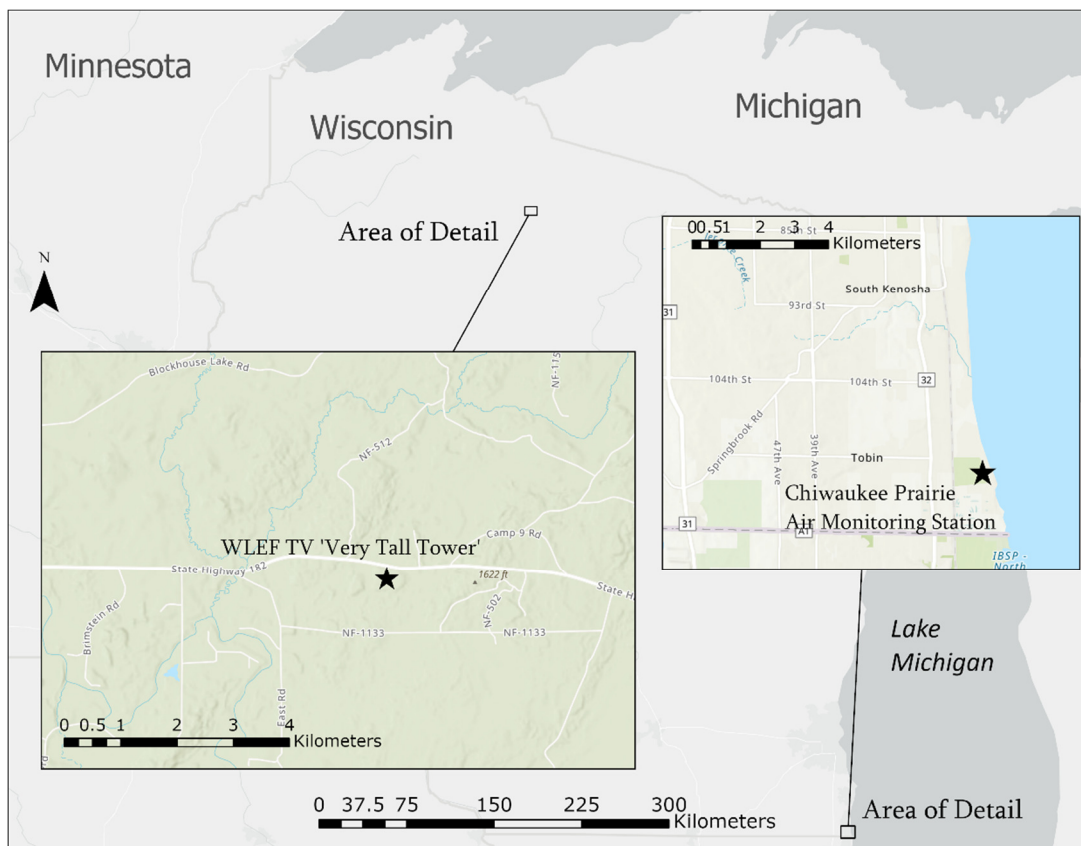 Minnesota
Wisconsin
Michigan
Area of Detail
N
0 0.5 1 2 3 4
Kilometers
85th St
South Kenosha
93rd St
31
104th St
104th St
32
Springbrook Rd
47th Ave
39th Ave
Tobin
Chiwaukee Prairie
Air Monitoring Station
31
A1
IBSP -
North
Blockhouse Lake Rd
NF-115
NF-512
Camp 9 Rd
WLEF TV 'Very Tall Tower'
State Highway 182
1622 ft
State H
NF-502
Brimstein Rd
NF-1133
NF-1133
East Rd
0 0.5 1 2 3 4
Kilometers
Lake
Michigan
0 37.5 75 150 225 300
Kilometers
Area of Detail